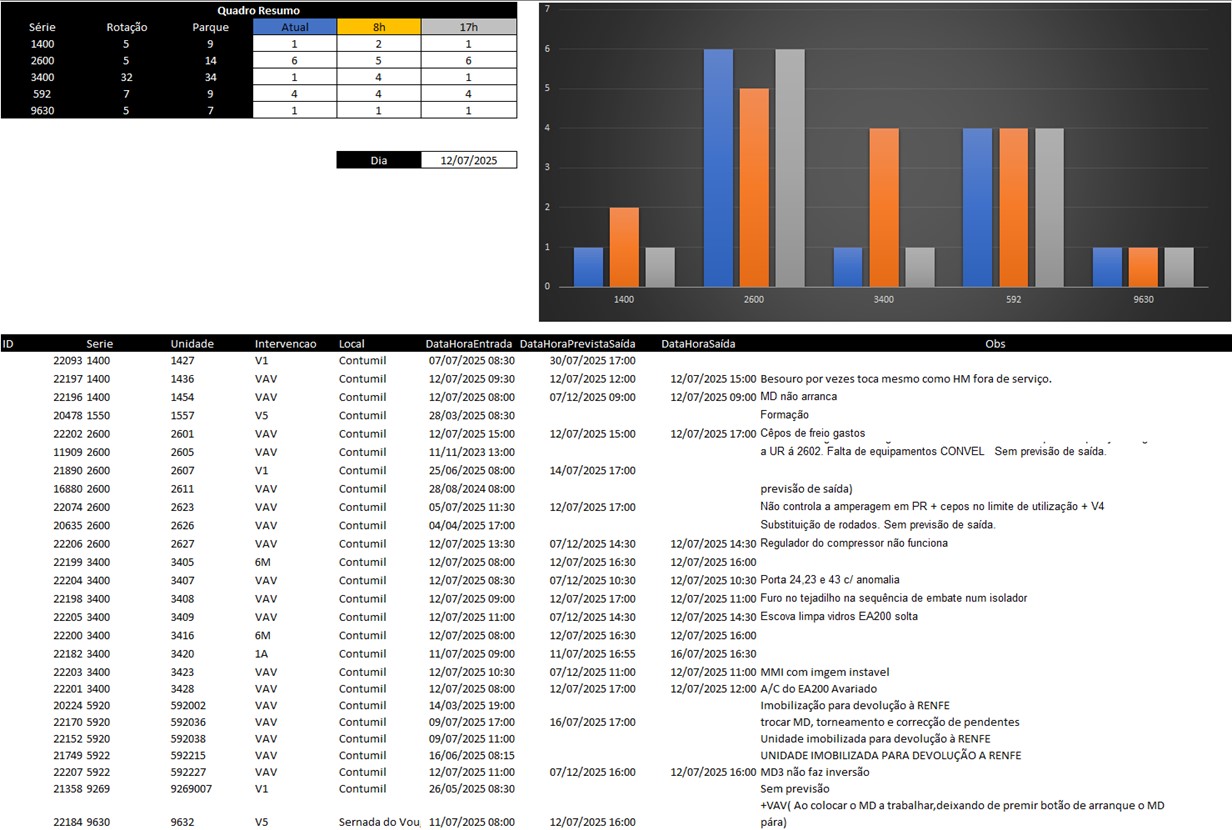 Quadro Resumo
Série Rotação Parque Atual 8h 17h
1400 5 9 1 2 1
2600 5 14 6 5 6
3400 32 34 1 4 1
592 7 9 4 4 4
9630 5 7 1 1 1
Dia 12/07/2025
7
6
5
4
3
2
1
0
1400 2600 3400 592 9630
ID Serie Unidade Intervencao Local DataHoraEntrada DataHoraPrevistaSaída DataHoraSaída Obs
22093 1400 1427 V1 Contumil 07/07/2025 08:30 30/07/2025 17:00
22197 1400 1436 VAV Contumil 12/07/2025 09:30 12/07/2025 12:00 12/07/2025 15:00 Besouro por vezes toca mesmo como HM fora de serviço.
22196 1400 1454 VAV Contumil 12/07/2025 08:00 07/12/2025 09:00 12/07/2025 09:00 MD não arranca
20478 1550 1557 V5 Contumil 28/03/2025 08:30 Formação
22202 2600 2601 VAV Contumil 12/07/2025 15:00 12/07/2025 15:00 12/07/2025 17:00 Cêpos de freio gastos
11909 2600 2605 VAV Contumil 11/11/2023 13:00 a UR á 2602. Falta de equipamentos CONVEL Sem previsão de saída.
21890 2600 2607 V1 Contumil 25/06/2025 08:00 14/07/2025 17:00
16880 2600 2611 VAV Contumil 28/08/2024 08:00 previsão de saída)
22074 2600 2623 VAV Contumil 05/07/2025 11:30 12/07/2025 17:00 Não controla a amperagem em PR + cepos no limite de utilização + V4
20635 2600 2626 VAV Contumil 04/04/2025 17:00 Substituição de rodados. Sem previsão de saída.
22206 2600 2627 VAV Contumil 12/07/2025 13:30 07/12/2025 14:30 12/07/2025 14:30 Regulador do compressor não funciona
22199 3400 3405 6M Contumil 12/07/2025 08:00 12/07/2025 16:30 12/07/2025 16:00
22204 3400 3407 VAV Contumil 12/07/2025 08:30 07/12/2025 10:30 12/07/2025 10:30 Porta 24,23 e 43 c/ anomalia
22198 3400 3408 VAV Contumil 12/07/2025 09:00 12/07/2025 17:00 12/07/2025 11:00 Furo no tejadilho na sequência de embate num isolador
22205 3400 3409 VAV Contumil 12/07/2025 11:00 07/12/2025 14:30 12/07/2025 14:30 Escova limpa vidros EA200 solta
22200 3400 3416 6M Contumil 12/07/2025 08:00 12/07/2025 16:30 12/07/2025 16:00
22182 3400 3420 1A Contumil 11/07/2025 09:00 11/07/2025 16:55 16/07/2025 16:30
22203 3400 3423 VAV Contumil 12/07/2025 10:30 07/12/2025 11:00 12/07/2025 11:00 MMI com imgem instavel
22201 3400 3428 VAV Contumil 12/07/2025 08:00 12/07/2025 17:00 12/07/2025 12:00 A/C do EA200 Avariado
20224 5920 592002 VAV Contumil 14/03/2025 19:00 Imobilização para devolução à RENFE
22170 5920 592036 VAV Contumil 09/07/2025 17:00 16/07/2025 17:00 trocar MD, torneamento e correcção de pendentes
22152 5920 592038 VAV Contumil 09/07/2025 11:00 Unidade imobilizada para devolução à RENFE
21749 5922 592215 VAV Contumil 16/06/2025 08:15 UNIDADE IMOBILIZADA PARA DEVOLUÇÃO A RENFE
22207 5922 592227 VAV Contumil 12/07/2025 11:00 07/12/2025 16:00 12/07/2025 16:00 MD3 não faz inversão
21358 9269 9269007 V1 Contumil 26/05/2025 08:30 Sem previsão
+VAV( Ao colocar o MD a trabalhar,deixando de premir botão de arranque o MD
22184 9630 9632 V5 Sernada do Vou 11/07/2025 08:00 12/07/2025 16:00 pára)